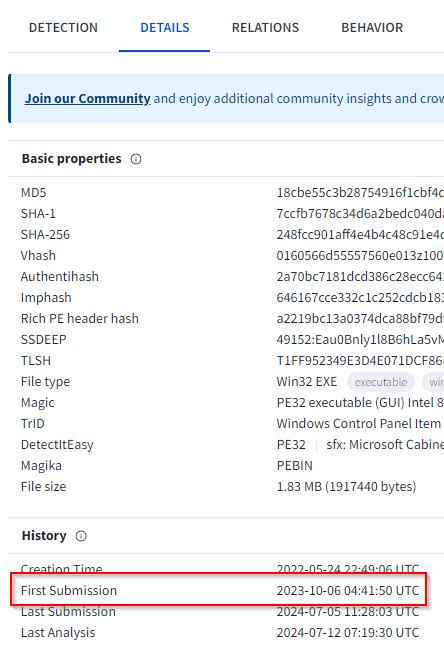 DETECTION DETAILS RELATIONS BEHAVIOR
Join our Community and enjoy additional community insights and crow
Basic properties
MD5 18cbe55c3b28754916f1cbf4d
SHA-1 7ccfb7678c34d6a2bedc040da
SHA-256 248fcc901aff4e4b4c48c91e4c
Vhash 0160566d55557560e013z100
Authentihash 2a70bc7181dcd386c28ecc64
Imphash 646167cce332c1c252cdcb183
Rich PE header hash a2219bc13a0374dca88bf79d
SSDEEP 49152:Eau0Bnly1l8B6hLa5vM
TLSH T1FF952349E3D4E071DCF86
File type Win32 EXE executable win
Magic PE32 executable (GUI) Intel 8
TrID Windows Control Panel Item
DetectItEasy PE32 sfx: Microsoft Cabine
Magika PEBIN
File size 1.83 MB (1917440 bytes)
History
Creation Time 2022-05-24 22:49:06 UTC
First Submission 2023-10-06 04:41:50 UTC
Last Submission 2024-07-05 11:28:03 UTC
Last Analysis 2024-07-12 07:19:30 UTC